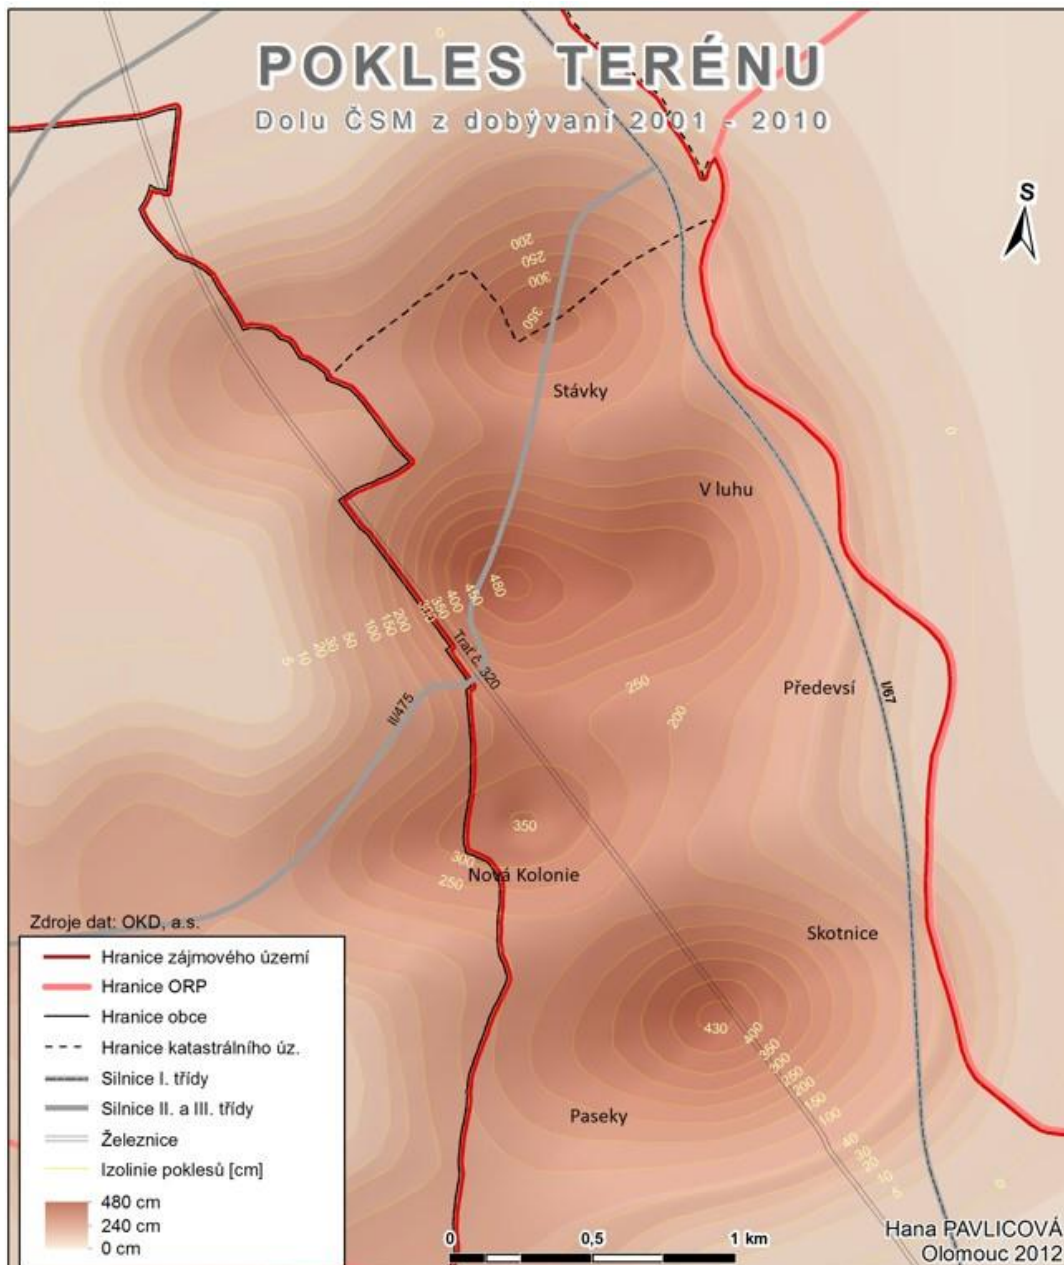 POKLES TERÉNU
Dolu ČSM z dobývaní 2001 - 2010
0
S
200
250
300
350
Stávky
0
V luhu
480
450
400
350
300
200
150
100
50
30
20
10
5
Trať č. 320
250
Předevsí
I/67
200
II/475
350
300
Nová Kolonie
250
Skotnice
430
400
350
300
250
200
150
100
40
30
20
10
5
0
Paseky
Zdroje dat: OKD, a.s.
Hranice zájmového území
Hranice ORP
Hranice obce
Hranice katastrálního úz.
Silnice I. třídy
Silnice II. a III. třídy
Železnice
Izolinie poklesů [cm]
480 cm
240 cm
0 cm
0 0,5 1 km
Hana PAVLICOVÁ
Olomouc 2012